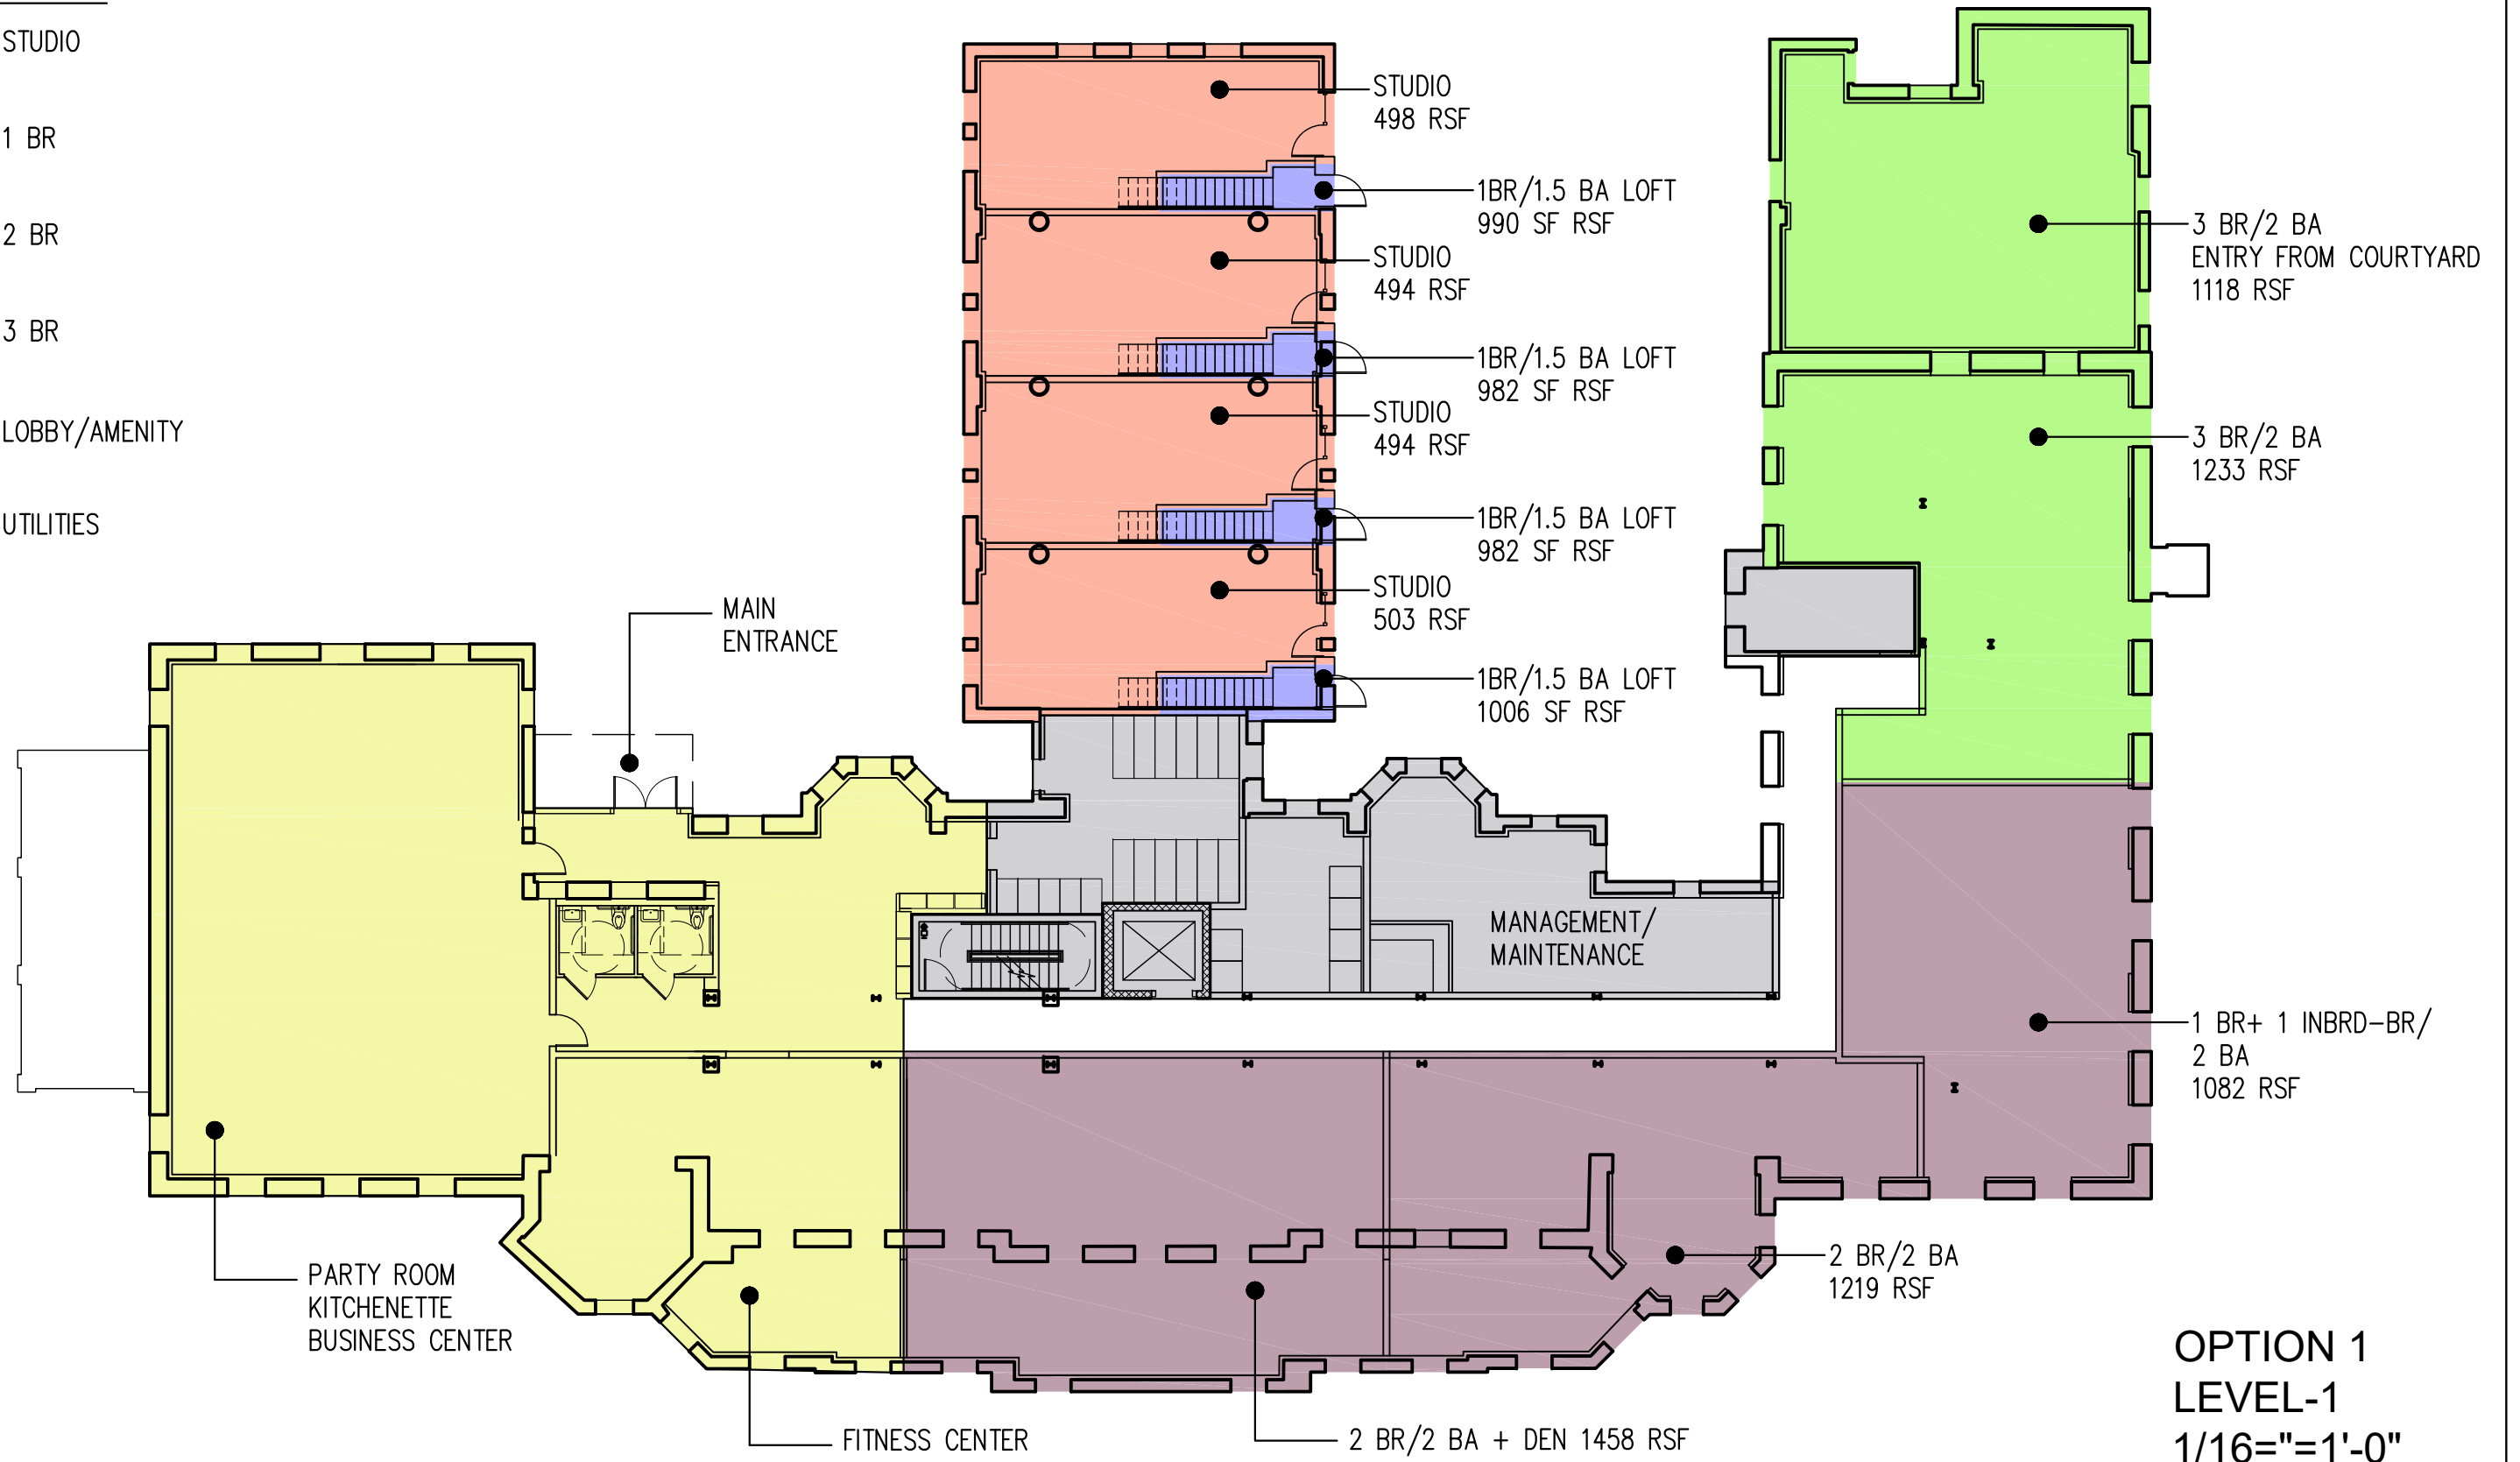 STUDIO
1 BR
2 BR
3 BR
LOBBY/AMENITY
UTILITIES
STUDIO
498 RSF
1BR/1.5 BA LOFT
990 SF RSF
STUDIO
494 RSF
1BR/1.5 BA LOFT
982 SF RSF
STUDIO
494 RSF
1BR/1.5 BA LOFT
982 SF RSF
STUDIO
503 RSF
1BR/1.5 BA LOFT
1006 SF RSF
3 BR/2 BA
ENTRY FROM COURTYARD
1118 RSF
3 BR/2 BA
1233 RSF
MAIN
ENTRANCE
MANAGEMENT/
MAINTENANCE
1 BR+ 1 INBRD-BR/
2 BA
1082 RSF
2 BR/2 BA
1219 RSF
PARTY ROOM
KITCHENETTE
BUSINESS CENTER
FITNESS CENTER
2 BR/2 BA + DEN 1458 RSF
OPTION 1
LEVEL-1
1/16="=1'-0"